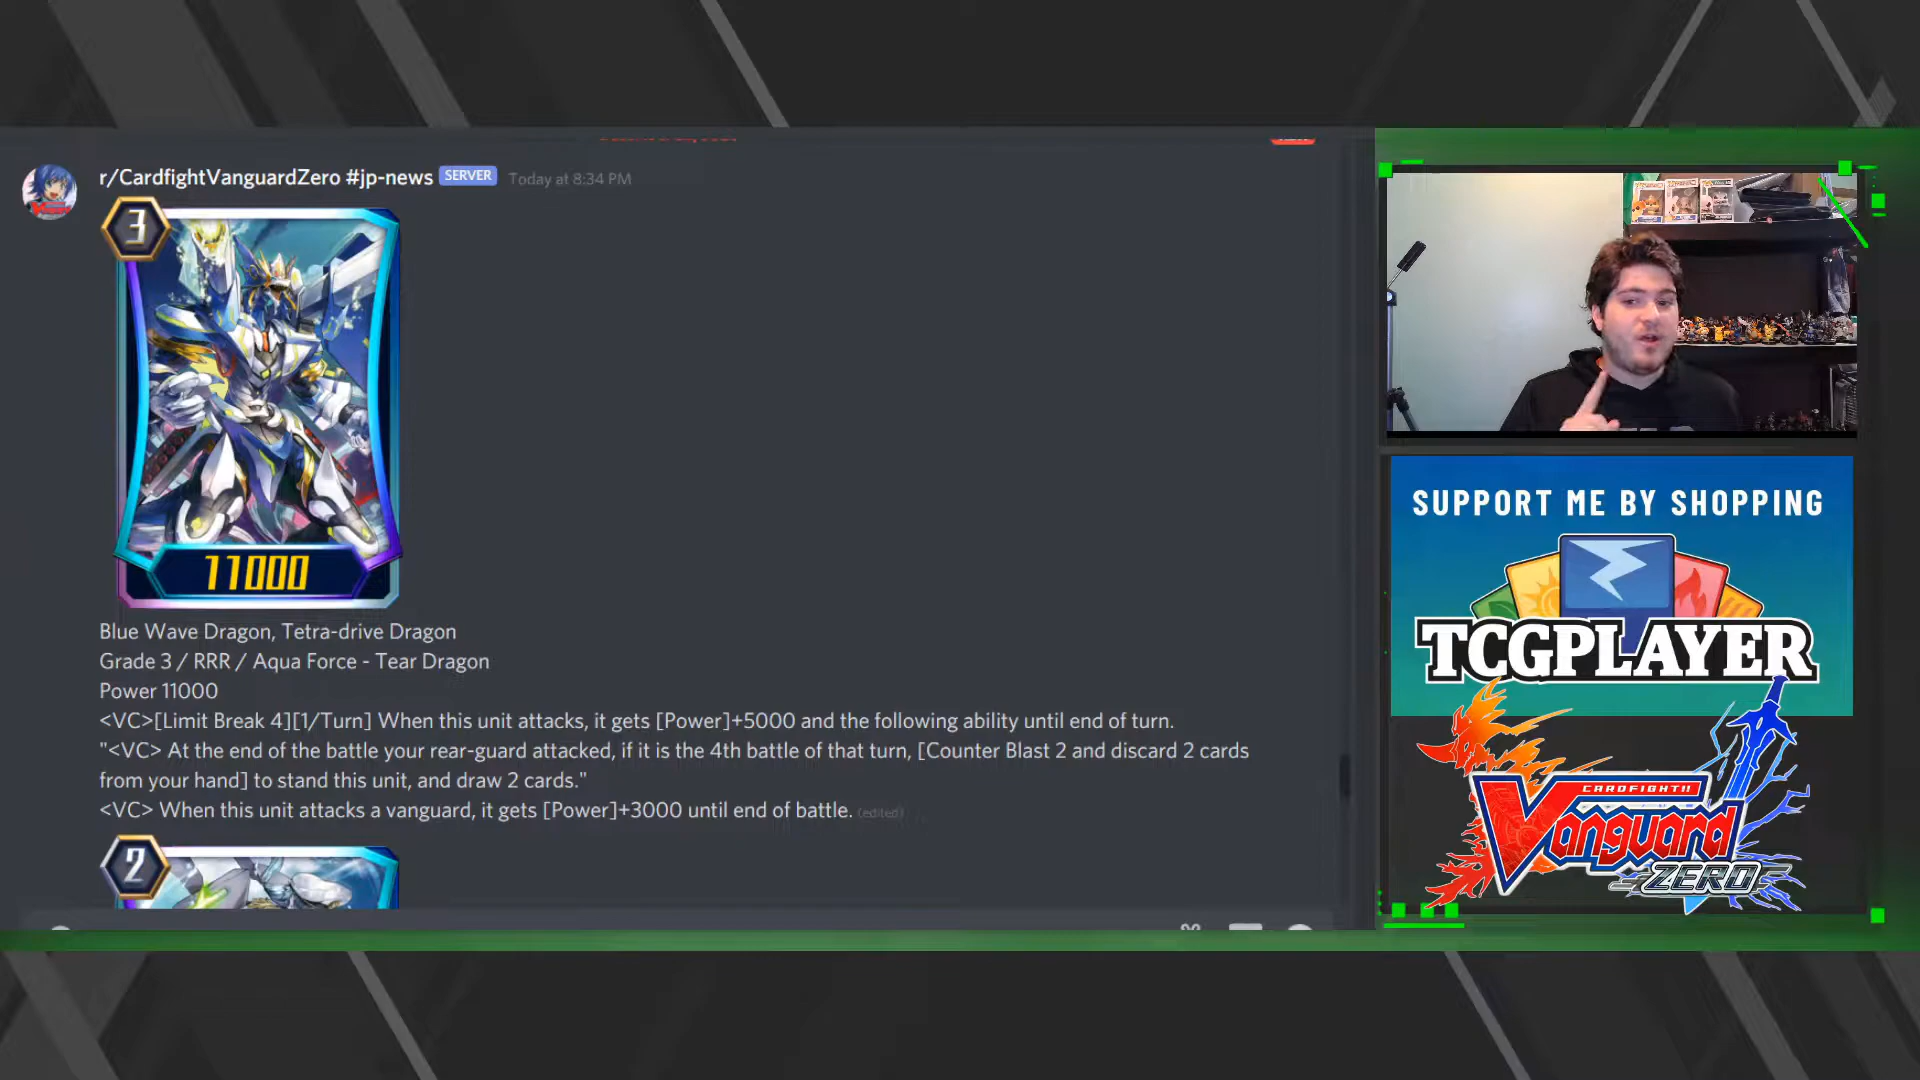 r/CardfightVanguardZero #jp-news SERVER Today at 8:34 PM
3
11000
Blue Wave Dragon, Tetra-drive Dragon
Grade 3 / RRR / Aqua Force - Tear Dragon
Power 11000
<VC>[Limit Break 4][1/Turn] When this unit attacks, it gets [Power]+5000 and the following ability until end of turn.
"<VC> At the end of the battle your rear-guard attacked, if it is the 4th battle of that turn, [Counter Blast 2 and discard 2 cards
from your hand] to stand this unit, and draw 2 cards."
<VC> When this unit attacks a vanguard, it gets [Power]+3000 until end of battle. (edited)
2
SUPPORT ME BY SHOPPING
TCGPLAYER
CARDFIGHT!!
Vanguard
ZERO